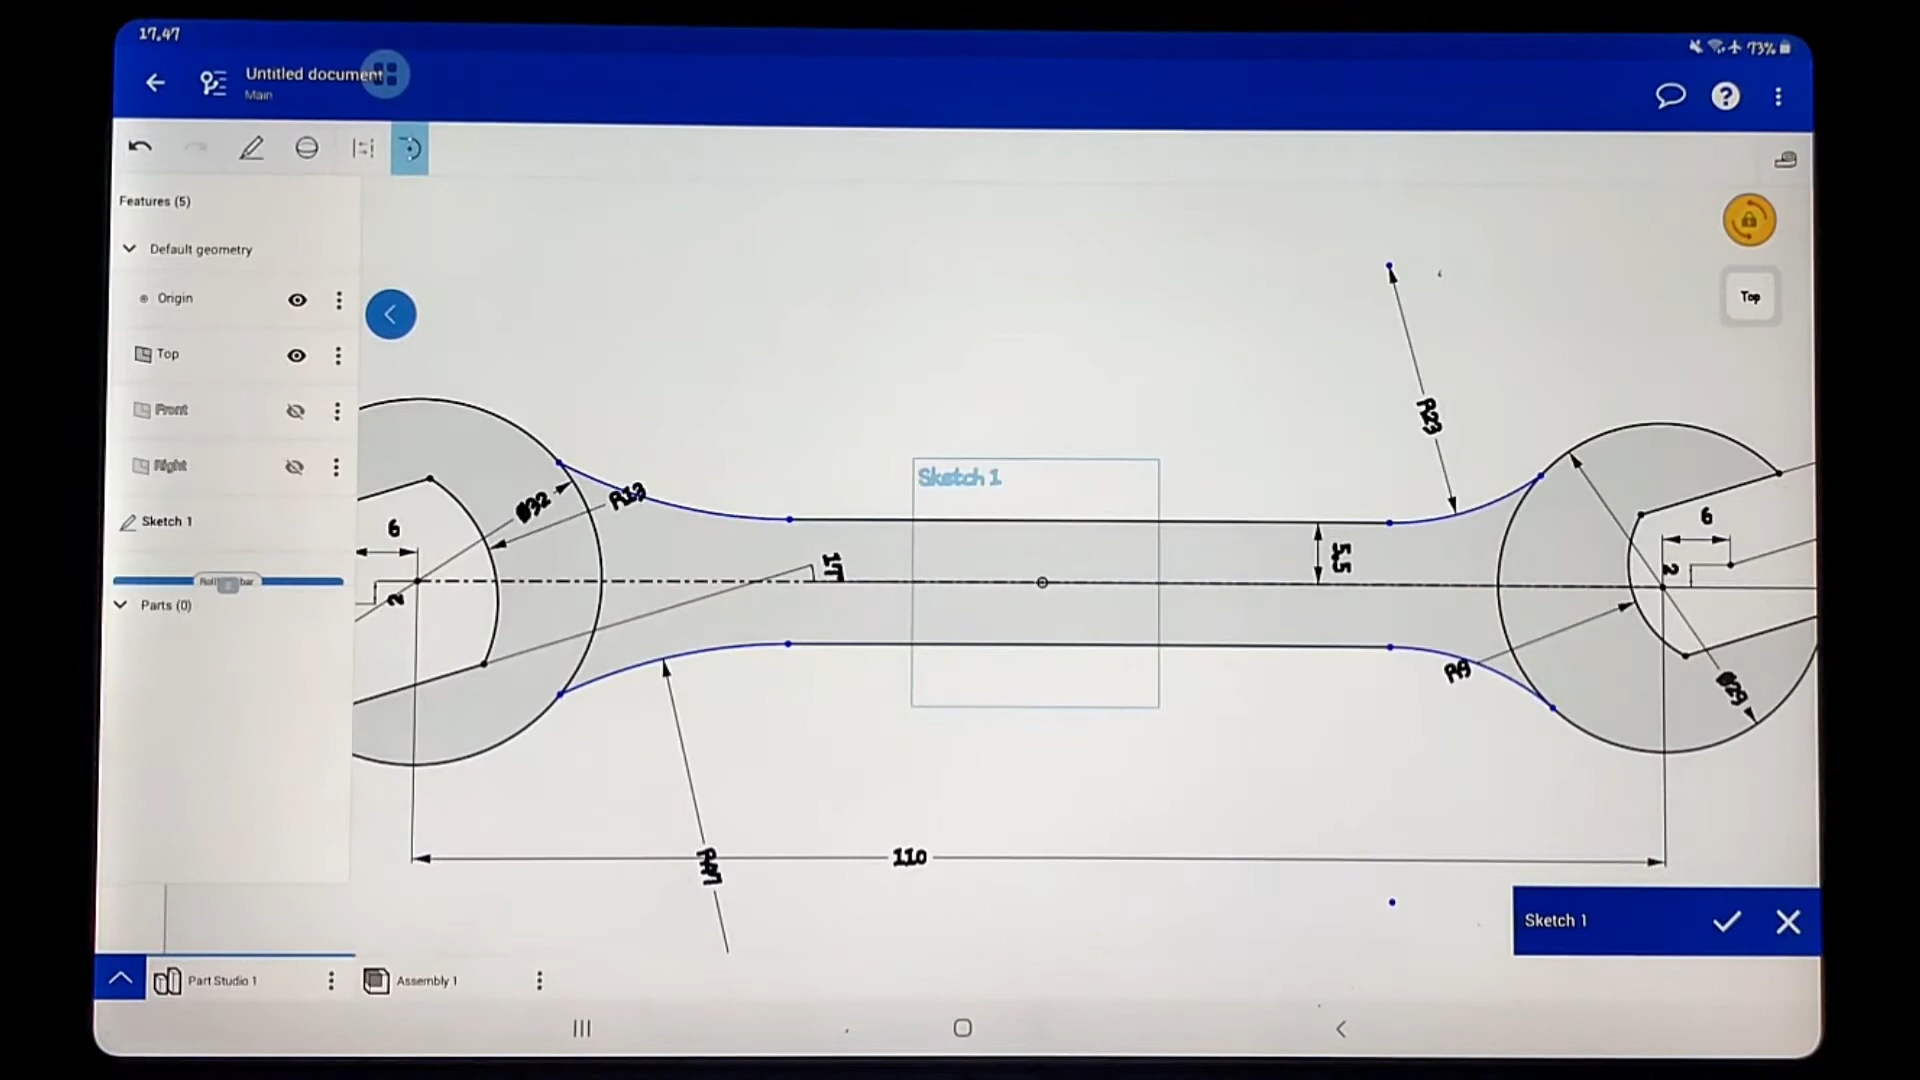 17.47
73%
Untitled document
Main
Features (5)
Default geometry
Origin
Top
Top
Front
Right
Sketch 1
Parts (0)
Sketch 1
Ø32
R13
6
2
17
5,5
R23
6
2
R9
Ø29
110
Sketch 1
Part Studio 1
Assembly 1